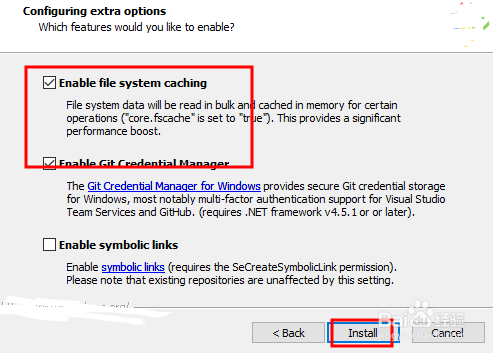 Configuring extra options
Which features would you like to enable?
Enable file system caching
File system data will be read in bulk and cached in memory for certain
operations ("core.fscache" is set to "true"). This provides a significant
performance boost.
Enable Git Credential Manager
The Git Credential Manager for Windows provides secure Git credential storage
for Windows, most notably multi-factor authentication support for Visual Studio
Team Services and GitHub. (requires .NET framework v4.5.1 or or later).
Enable symbolic links
Enable symbolic links (requires the SeCreateSymbolicLink permission).
Please note that existing repositories are unaffected by this setting.
< Back
Install
Cancel
Baidu 经验